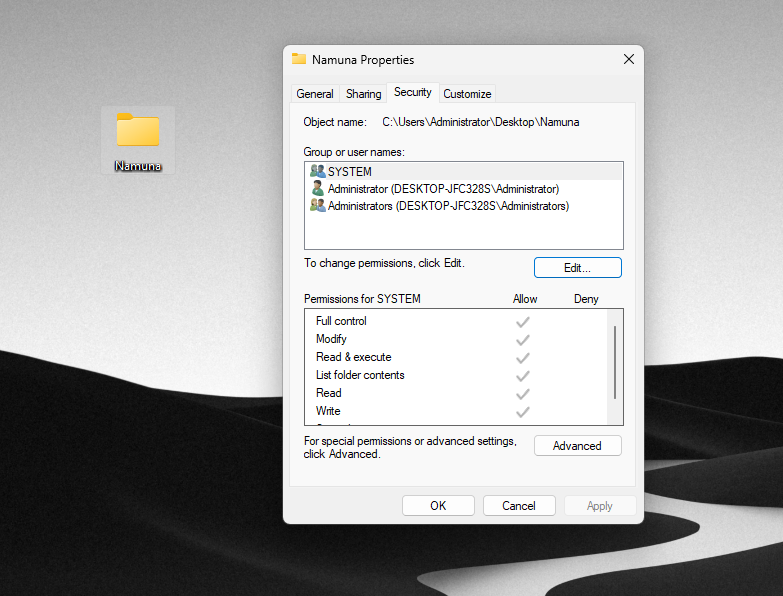 Namuna
Namuna Properties
General Sharing Security Customize
Object name: C:\Users\Administrator\Desktop\Namuna
Group or user names:
SYSTEM
Administrator (DESKTOP-JFC328S\Administrator)
Administrators (DESKTOP-JFC328S\Administrators)
To change permissions, click Edit.
Edit...
Permissions for SYSTEM Allow Deny
Full control
Modify
Read & execute
List folder contents
Read
Write
For special permissions or advanced settings,
click Advanced.
Advanced
OK Cancel Apply